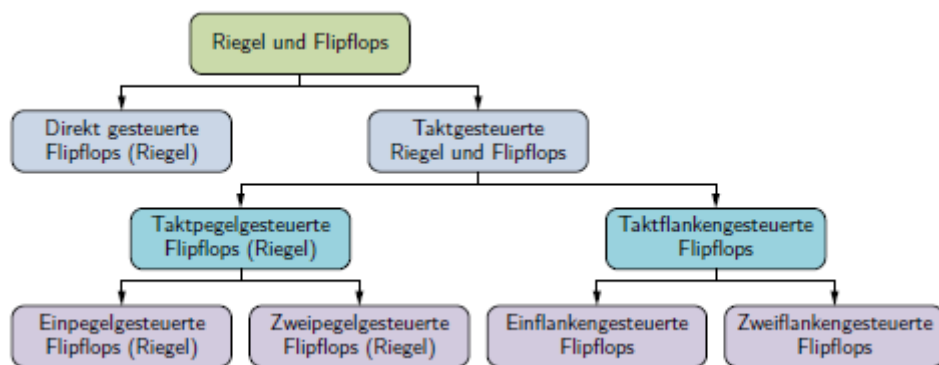 Riegel und Flipflops
Direkt gesteuerte
Flipflops (Riegel)
Taktgesteuerte
Riegel und Flipflops
Taktpegelgesteuerte
Flipflops (Riegel)
Taktflankengesteuerte
Flipflops
Einpegelgesteuerte
Flipflops (Riegel)
Zweipegelgesteuerte
Flipflops (Riegel)
Einflankengesteuerte
Flipflops
Zweiflankengesteuerte
Flipflops